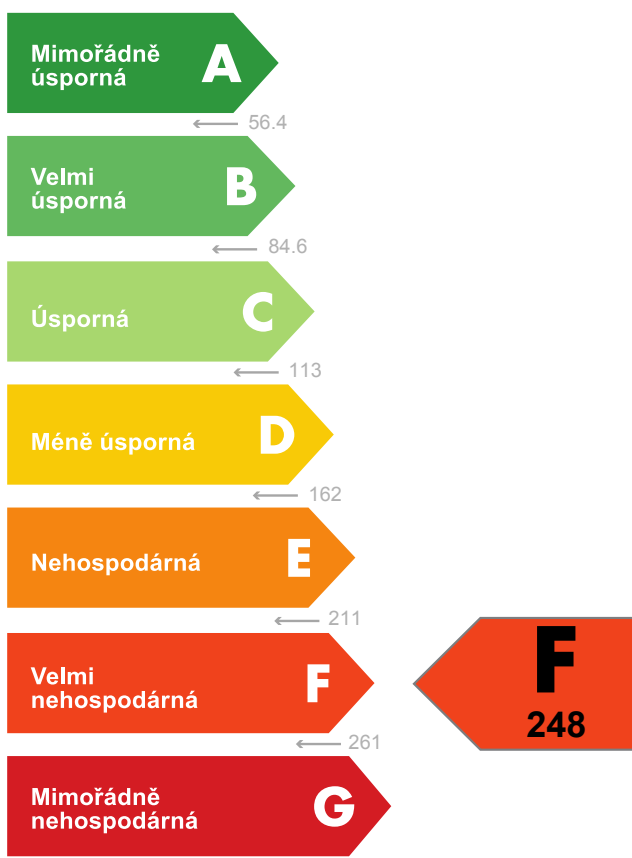 Mimořádně
úsporná
A
← 56.4
Velmi
úsporná
B
← 84.6
Úsporná
C
← 113
Méně úsporná
D
← 162
Nehospodárná
E
← 211
Velmi
nehospodárná
F
F
248
← 261
Mimořádně
nehospodárná
G